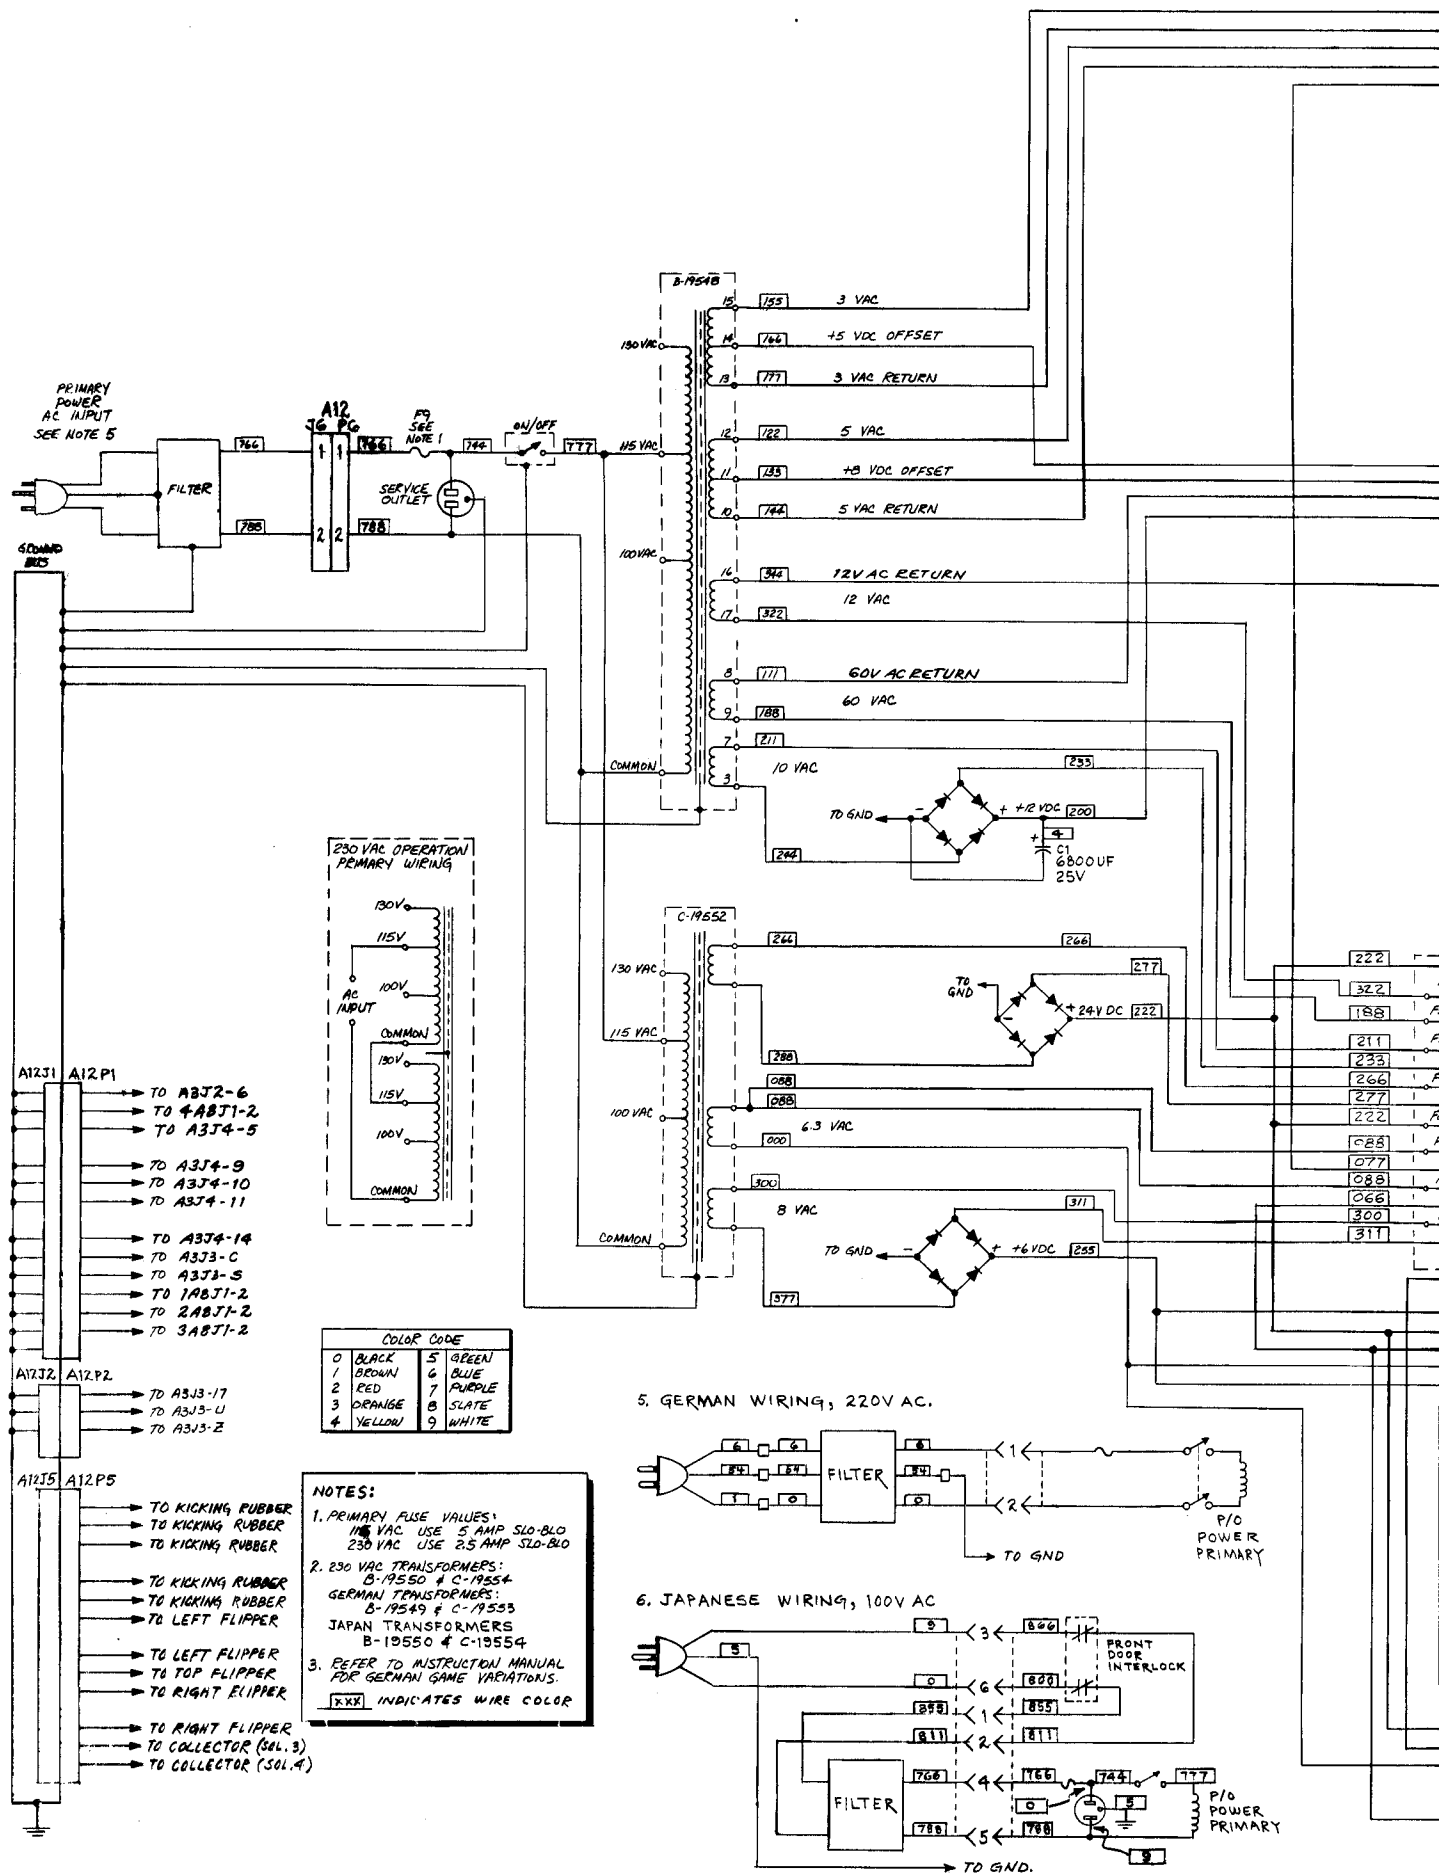 PRIMARY
POWER
AC INPUT
SEE NOTE 5
FILTER
766
788
A12
J6 P6
1 1
2 2
766
788
F9
SEE
NOTE 1
744
ON/OFF
777
SERVICE
OUTLET
GROUND
BUS
B-19548
130 VAC
115 VAC
100 VAC
COMMON
15 155 3 VAC
14 166 +5 VDC OFFSET
13 177 3 VAC RETURN
12 122 5 VAC
11 133 +8 VDC OFFSET
10 144 5 VAC RETURN
16 344 12V AC RETURN
12 VAC
17 322
8 111 60V AC RETURN
60 VAC
9 188
7 211
10 VAC
3
233
TO GND
- + +12 VDC 200
4
+ C1
6800UF
25V
244
230 VAC OPERATION
PRIMARY WIRING
130V
115V
100V
AC
INPUT
COMMON
130V
115V
100V
COMMON
C-19552
130 VAC
115 VAC
100 VAC
COMMON
266
266
277
TO
GND
- + 24V DC 222
288
088
088
6.3 VAC
000
300
8 VAC
311
TO GND
- + +6VDC 255
377
222
322
188
211
233
266
277
222
088
077
088
066
300
311
A12J1 A12P1
TO A3J2-6
TO 4A8J1-2
TO A3J4-5
TO A3J4-9
TO A3J4-10
TO A3J4-11
TO A3J4-14
TO A3J3-C
TO A3J3-S
TO 1A8J1-2
TO 2A8J1-2
TO 3A8J1-2
A12J2 A12P2
TO A3J3-17
TO A3J3-U
TO A3J3-Z
A12J5 A12P5
TO KICKING RUBBER
TO KICKING RUBBER
TO KICKING RUBBER
TO KICKING RUBBER
TO KICKING RUBBER
TO LEFT FLIPPER
TO LEFT FLIPPER
TO TOP FLIPPER
TO RIGHT FLIPPER
TO RIGHT FLIPPER
TO COLLECTOR (SOL.3)
TO COLLECTOR (SOL.4)
COLOR CODE
0 BLACK 5 GREEN
1 BROWN 6 BLUE
2 RED 7 PURPLE
3 ORANGE 8 SLATE
4 YELLOW 9 WHITE
NOTES:
1. PRIMARY FUSE VALUES:
115 VAC USE 5 AMP SLO-BLO
230 VAC USE 2.5 AMP SLO-BLO
2. 230 VAC TRANSFORMERS:
B-19550 & C-19554
GERMAN TRANSFORMERS:
B-19549 & C-19553
JAPAN TRANSFORMERS
B-19550 & C-19554
3. REFER TO INSTRUCTION MANUAL
FOR GERMAN GAME VARIATIONS.
XXX INDICATES WIRE COLOR
5. GERMAN WIRING, 220V AC.
6 6
54 54
1 0
FILTER
54
0
1
2
TO GND
P/O
POWER
PRIMARY
6. JAPANESE WIRING, 100V AC
9 3 866
5
0 6 800
FRONT
DOOR
INTERLOCK
855 1 855
811 2 811
FILTER
766 4 766 744 777
0
5
788 5 788
9
P/O
POWER
PRIMARY
TO GND.